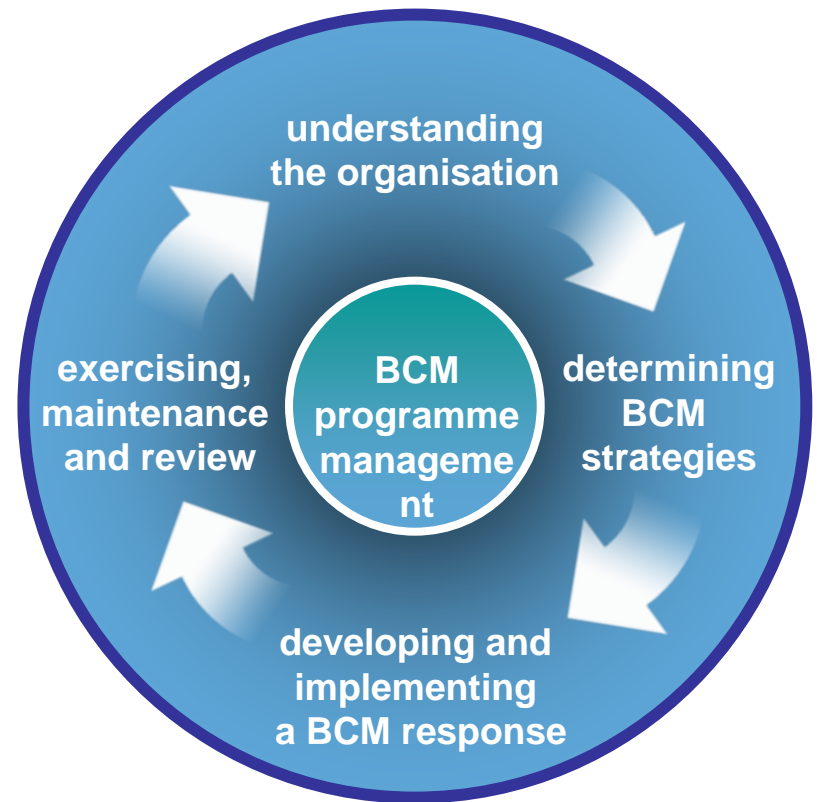 understanding
the organisation
determining
BCM
strategies
developing and
implementing
a BCM response
exercising,
maintenance
and review
BCM
programme
manageme
nt